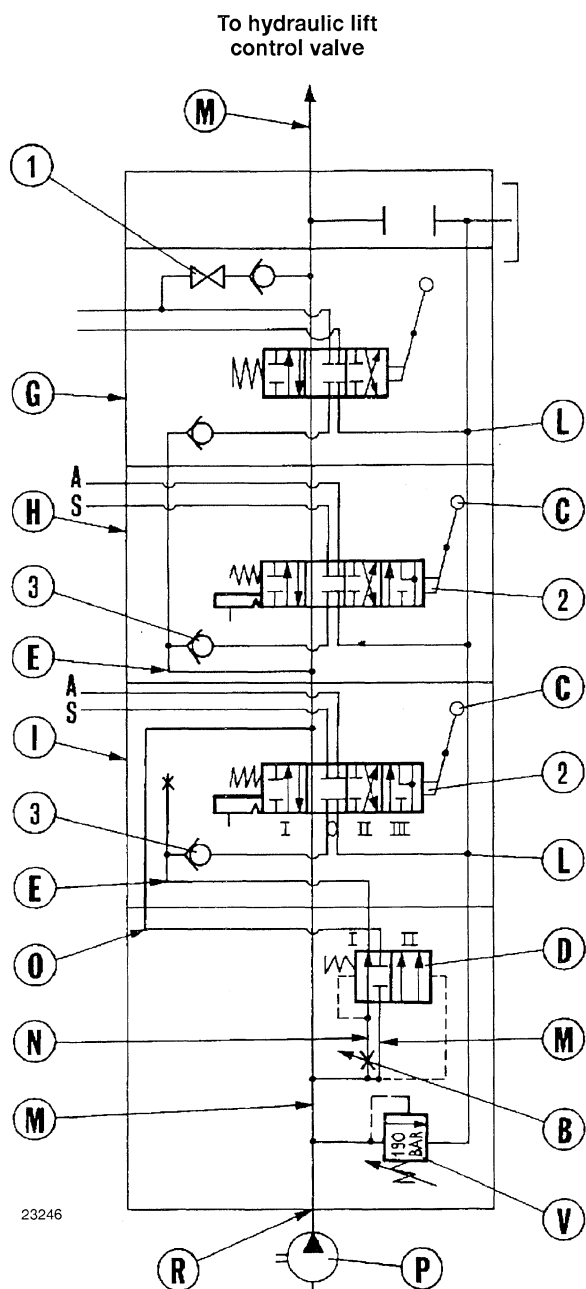 To hydraulic lift
control valve
M
1
G
L
A
S
H
C
3
2
E
A
S
C
I
2
3
I O II III
L
E
I II
D
O
N
M
M
B
190
BAR
V
23246
R
P